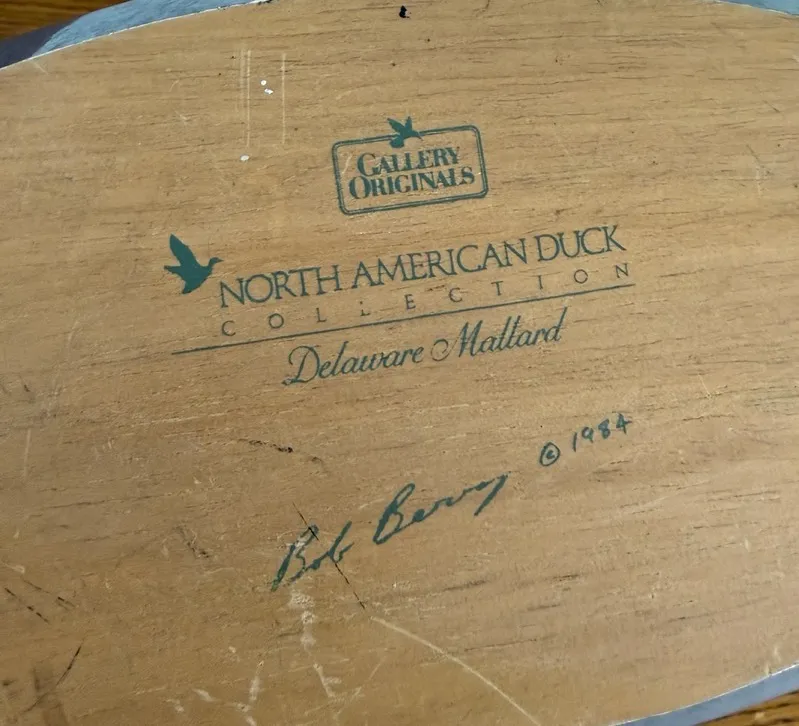 GALLERY
ORIGINALS
NORTH AMERICAN DUCK
COLLECTION
Delaware Mallard
Bob Berry © 1984